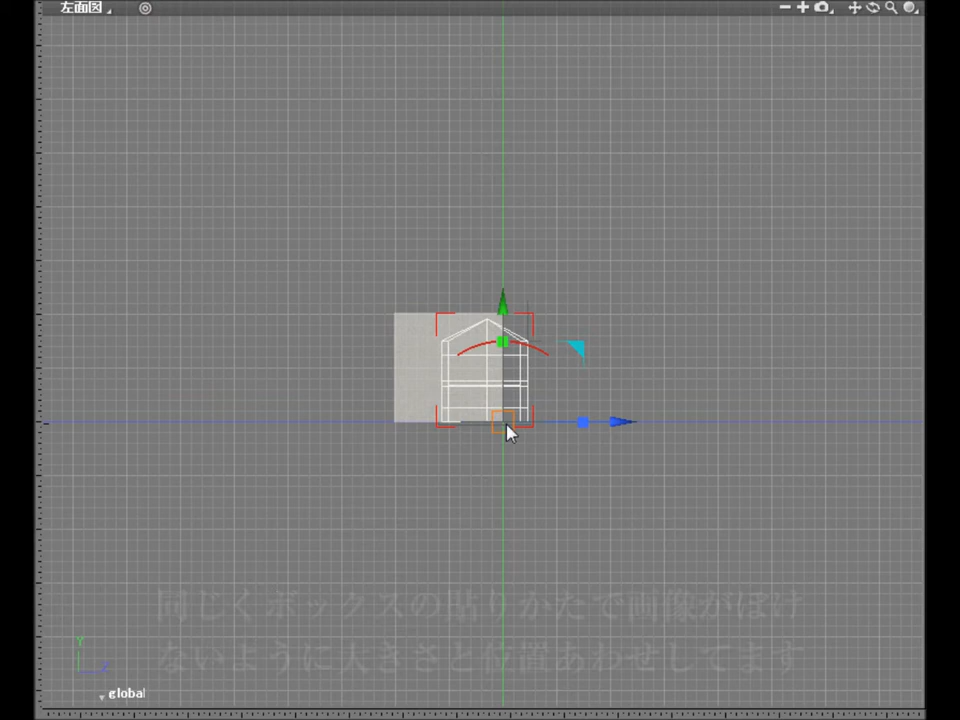 左面図
同じくボックスの貼りかたで画像がぼけ
ないように大きさと位置あわせしてます
Y
Z
global